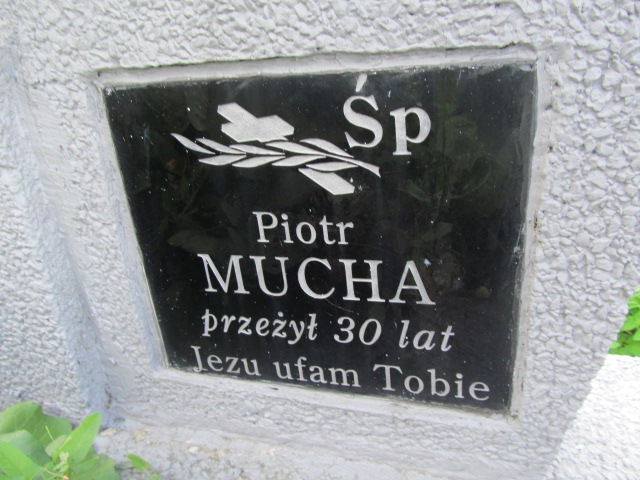 Śp
Piotr
MUCHA
przeżył 30 lat
Jezu ufam Tobie